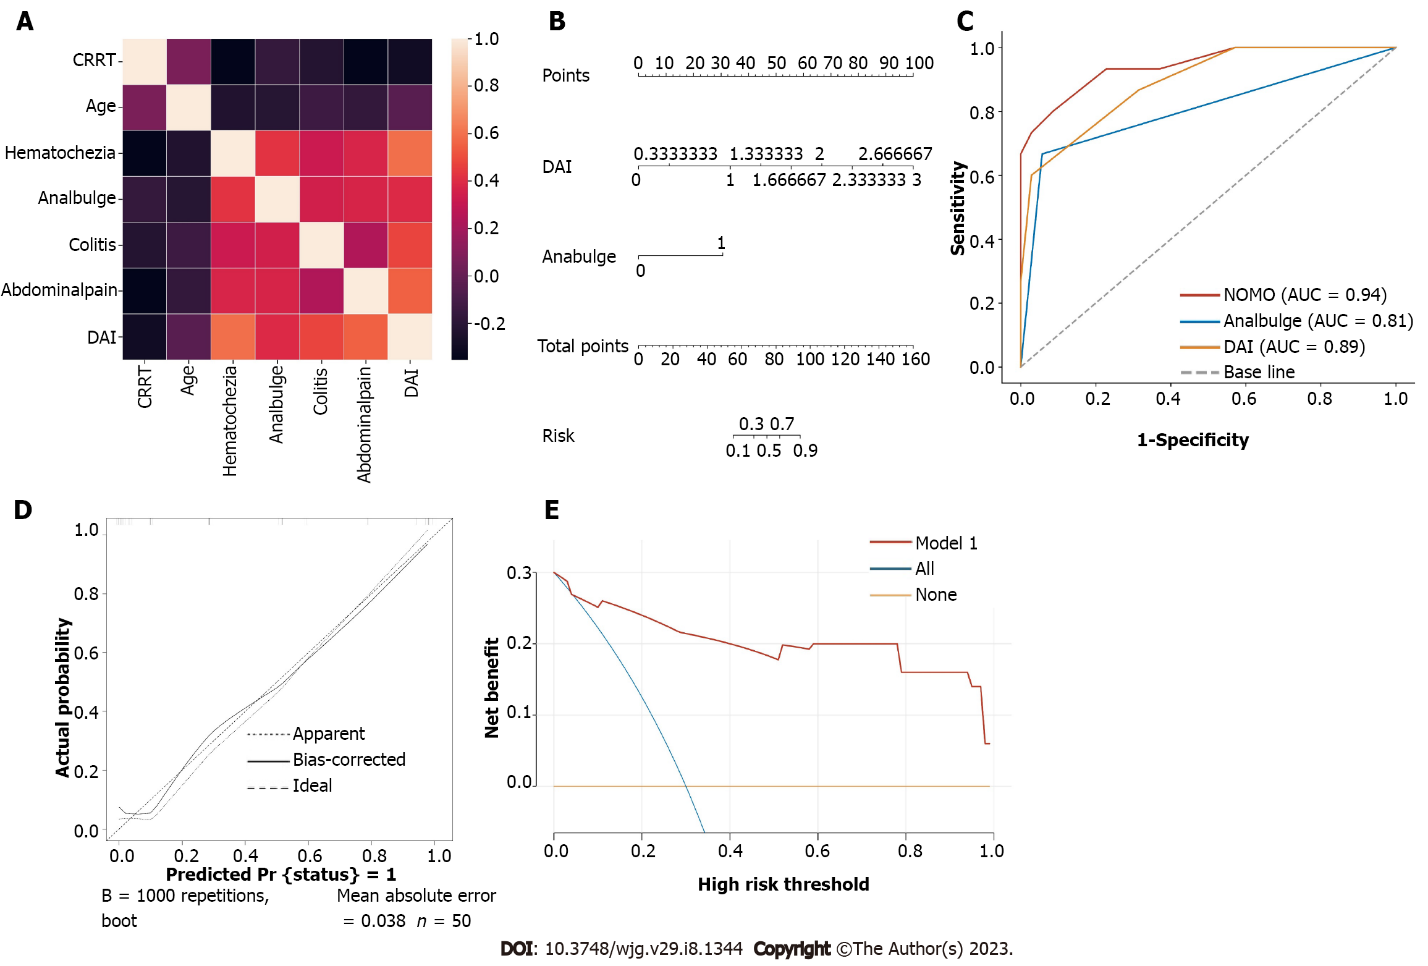 A
CRRT
Age
Hematochezia
Analbulge
Colitis
Abdominalpain
DAI
CRRT
Age
Hematochezia
Analbulge
Colitis
Abdominalpain
DAI
1.0
0.8
0.6
0.4
0.2
0.0
-0.2
B
Points
0 10 20 30 40 50 60 70 80 90 100
DAI
0.3333333 1.333333 2 2.666667
0 1 1.666667 2.333333 3
Anabulge
1
0
Total points
0 20 40 60 80 100 120 140 160
Risk
0.3 0.7
0.1 0.5 0.9
C
Sensitivity
1.0
0.8
0.6
0.4
0.2
0.0
NOMO (AUC = 0.94)
Analbulge (AUC = 0.81)
DAI (AUC = 0.89)
Base line
0.0 0.2 0.4 0.6 0.8 1.0
1-Specificity
D
Actual probability
1.0
0.8
0.6
0.4
0.2
0.0
Apparent
Bias-corrected
Ideal
0.0 0.2 0.4 0.6 0.8 1.0
Predicted Pr {status} = 1
B = 1000 repetitions,
boot
Mean absolute error
= 0.038 n = 50
E
Net benefit
0.3
0.2
0.1
0.0
Model 1
All
None
0.0 0.2 0.4 0.6 0.8 1.0
High risk threshold
DOI: 10.3748/wjg.v29.i8.1344 Copyright ©The Author(s) 2023.